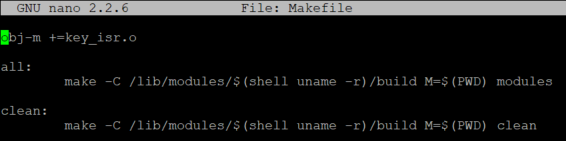 GNU nano 2.2.6 File: Makefile
obj-m +=key_isr.o
all:
make -C /lib/modules/$(shell uname -r)/build M=$(PWD) modules
clean:
make -C /lib/modules/$(shell uname -r)/build M=$(PWD) clean